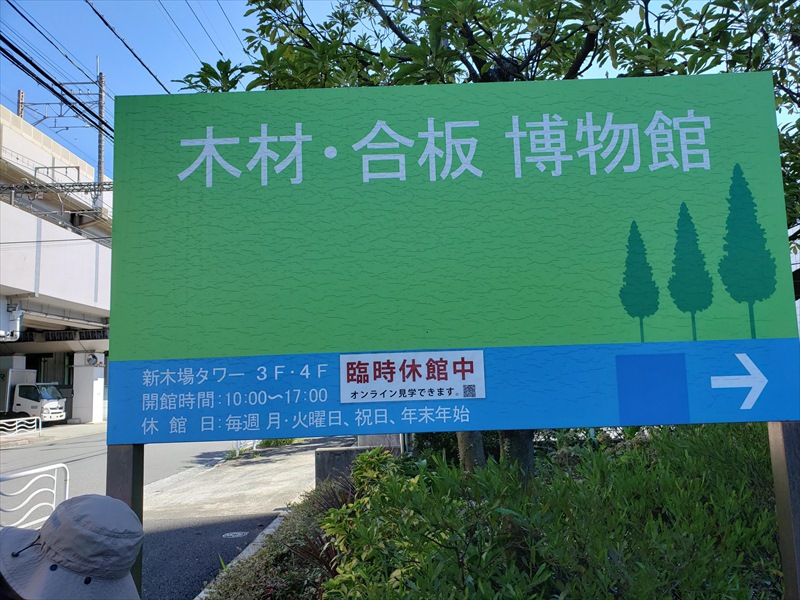 木材・合板 博物館
新木場タワー 3F・4F
臨時休館中
オンライン見学できます。
開館時間：10:00〜17:00
休館日：毎週 月・火曜日、祝日、年末年始